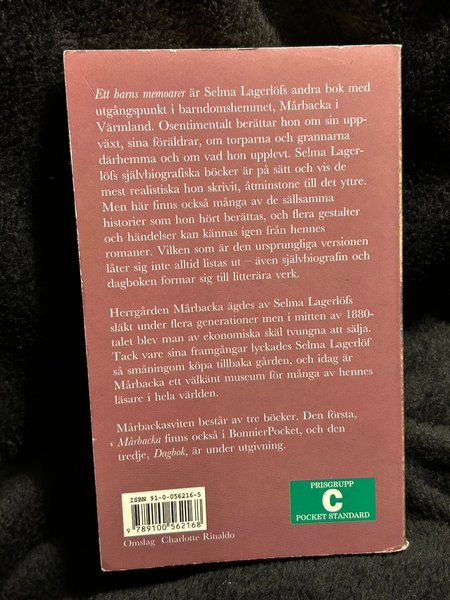 Ett barns memoarer är Selma Lagerlöfs andra bok med
utgångspunkt i barndomshemmet, Mårbacka i
Värmland. Osentimentalt berättar hon om sin upp-
växt, sina föräldrar, om torparna och grannarna
därhemma och om vad hon upplevt. Selma Lager-
löfs självbiografiska böcker är på sätt och vis de
mest realistiska hon skrivit, åtminstone till det yttre.
Men här finns också många av de sällsamma
historier som hon hört berättas, och flera gestalter
och händelser kan kännas igen från hennes
romaner. Vilken som är den ursprungliga versionen
låter sig inte alltid listas ut – även självbiografin och
dagboken formar sig till litterära verk.
Herrgården Mårbacka ägdes av Selma Lagerlöfs
släkt under flera generationer men i mitten av 1880-
talet blev man av ekonomiska skäl tvungna att sälja.
Tack vare sina framgångar lyckades Selma Lagerlöf
så småningom köpa tillbaka gården, och idag är
Mårbacka ett välkänt museum för många av hennes
läsare i hela världen.
Mårbackasviten består av tre böcker. Den första,
Mårbacka finns också i BonnierPocket, och den
tredje, Dagbok, är under utgivning.
ISBN 91-0-056216-5
9 789100 562168
Omslag Charlotte Rinaldo
PRISGRUPP
C
POCKET STANDARD